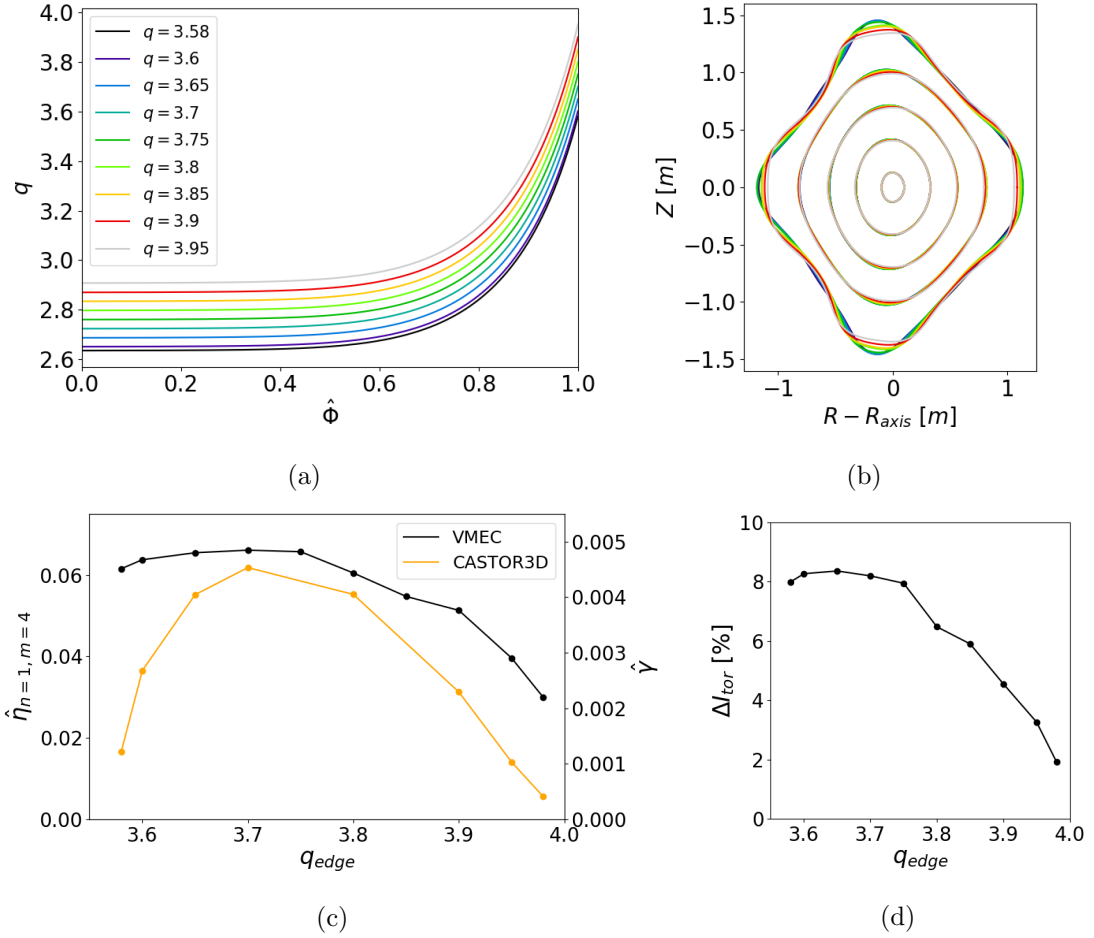 4.0
3.8
3.6
3.4
3.2
3.0
2.8
2.6
q
q = 3.58
q = 3.6
q = 3.65
q = 3.7
q = 3.75
q = 3.8
q = 3.85
q = 3.9
q = 3.95
0.0 0.2 0.4 0.6 0.8 1.0
Φ̂
(a)
1.5
1.0
0.5
0.0
−0.5
−1.0
−1.5
Z [m]
−1 0 1
R − R_axis [m]
(b)
0.06
0.04
0.02
0.00
η̂_{n=1, m=4}
VMEC
CASTOR3D
0.005
0.004
0.003
0.002
0.001
0.000
γ̂
3.6 3.7 3.8 3.9 4.0
q_edge
(c)
10
8
6
4
2
0
ΔI_tor [%]
3.6 3.7 3.8 3.9 4.0
q_edge
(d)